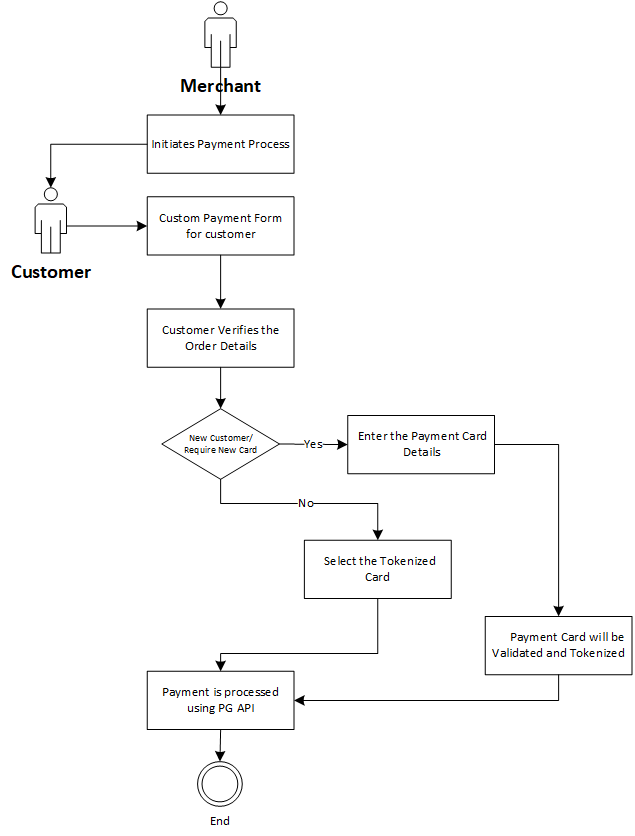 Merchant
Initiates Payment Process
Custom Payment Form
for customer
Customer
Customer Verifies the
Order Details
New Customer/
Require New Card
Yes
Enter the Payment Card
Details
No
Select the Tokenized
Card
Payment Card will be
Validated and Tokenized
Payment is processed
using PG API
End